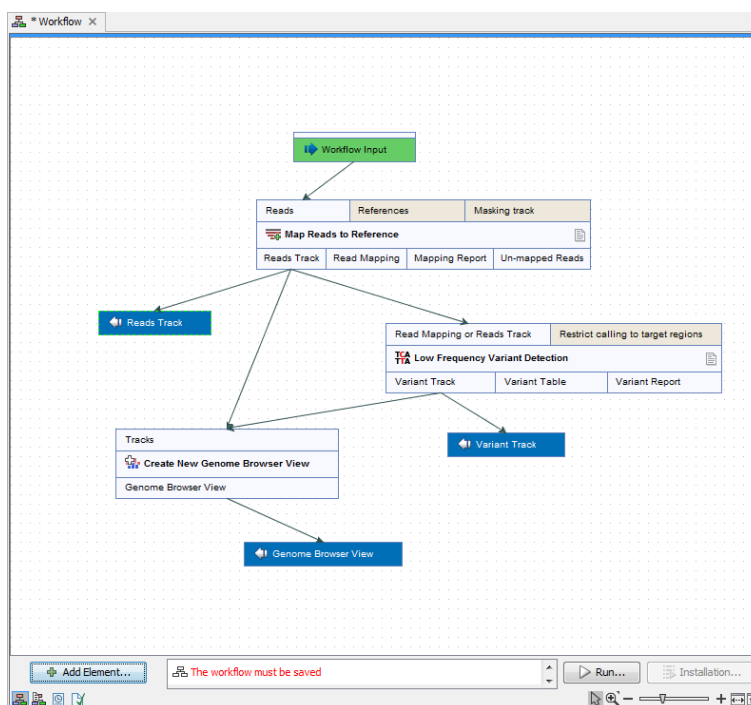 * Workflow
Workflow Input
Reads References Masking track
Map Reads to Reference
Reads Track Read Mapping Mapping Report Un-mapped Reads
Reads Track
Read Mapping or Reads Track Restrict calling to target regions
TCA
TTA Low Frequency Variant Detection
Variant Track Variant Table Variant Report
Tracks
Variant Track
Create New Genome Browser View
Genome Browser View
Genome Browser View
Add Element... The workflow must be saved Run... Installation...